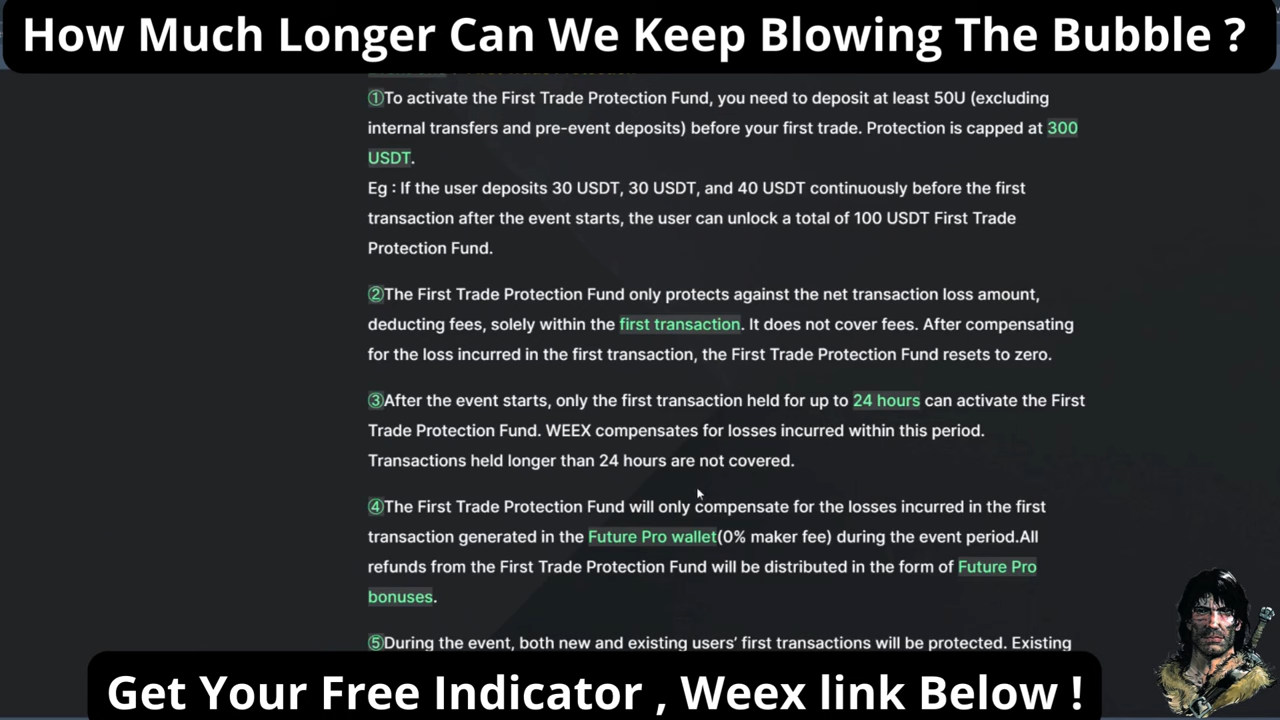 How Much Longer Can We Keep Blowing The Bubble ?
①To activate the First Trade Protection Fund, you need to deposit at least 50U (excluding
internal transfers and pre-event deposits) before your first trade. Protection is capped at 300
USDT.
Eg : If the user deposits 30 USDT, 30 USDT, and 40 USDT continuously before the first
transaction after the event starts, the user can unlock a total of 100 USDT First Trade
Protection Fund.
②The First Trade Protection Fund only protects against the net transaction loss amount,
deducting fees, solely within the first transaction. It does not cover fees. After compensating
for the loss incurred in the first transaction, the First Trade Protection Fund resets to zero.
③After the event starts, only the first transaction held for up to 24 hours can activate the First
Trade Protection Fund. WEEX compensates for losses incurred within this period.
Transactions held longer than 24 hours are not covered.
④The First Trade Protection Fund will only compensate for the losses incurred in the first
transaction generated in the Future Pro wallet(0% maker fee) during the event period.All
refunds from the First Trade Protection Fund will be distributed in the form of Future Pro
bonuses.
⑤During the event, both new and existing users’ first transactions will be protected. Existing
Get Your Free Indicator , Weex link Below !